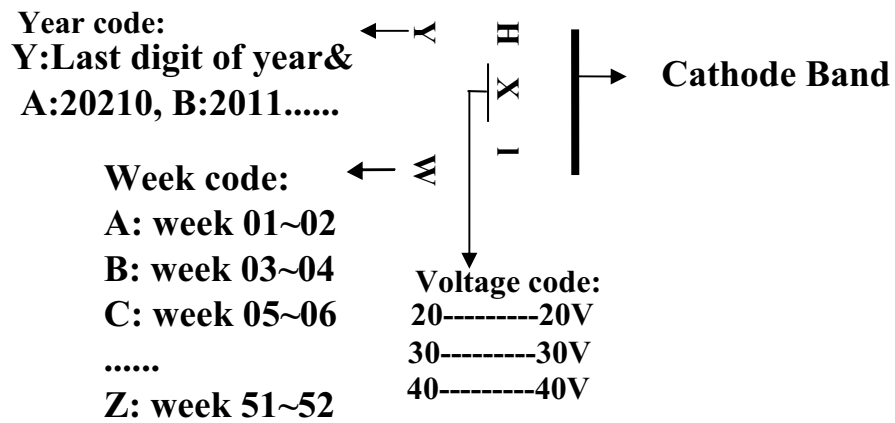 Year code:
Y:Last digit of year&
A:20210, B:2011......
Y
W
H X I
Cathode Band
Week code:
A: week 01~02
B: week 03~04
C: week 05~06
......
Z: week 51~52
Voltage code:
20---------20V
30---------30V
40---------40V